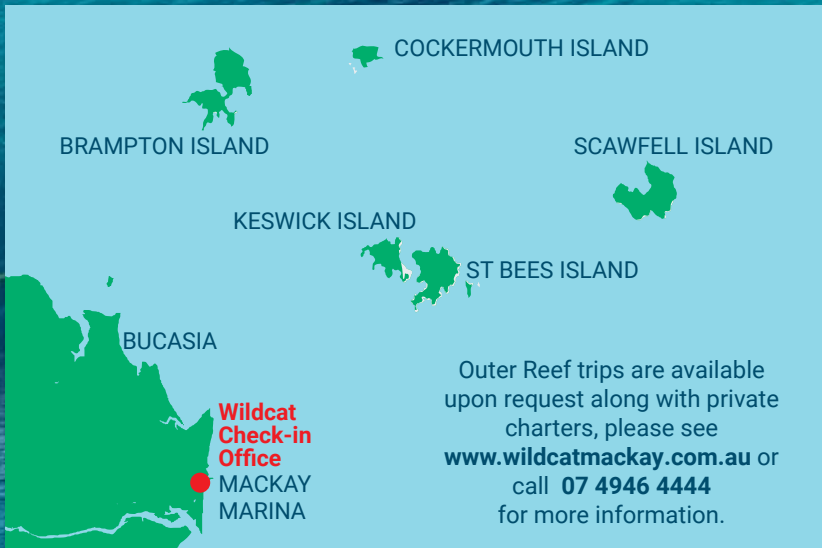 COCKERMOUTH ISLAND
BRAMPTON ISLAND
SCAWFELL ISLAND
KESWICK ISLAND
ST BEES ISLAND
BUCASIA
Wildcat
Check-in
Office
MACKAY
MARINA
Outer Reef trips are available
upon request along with private
charters, please see
www.wildcatmackay.com.au or
call 07 4946 4444
for more information.